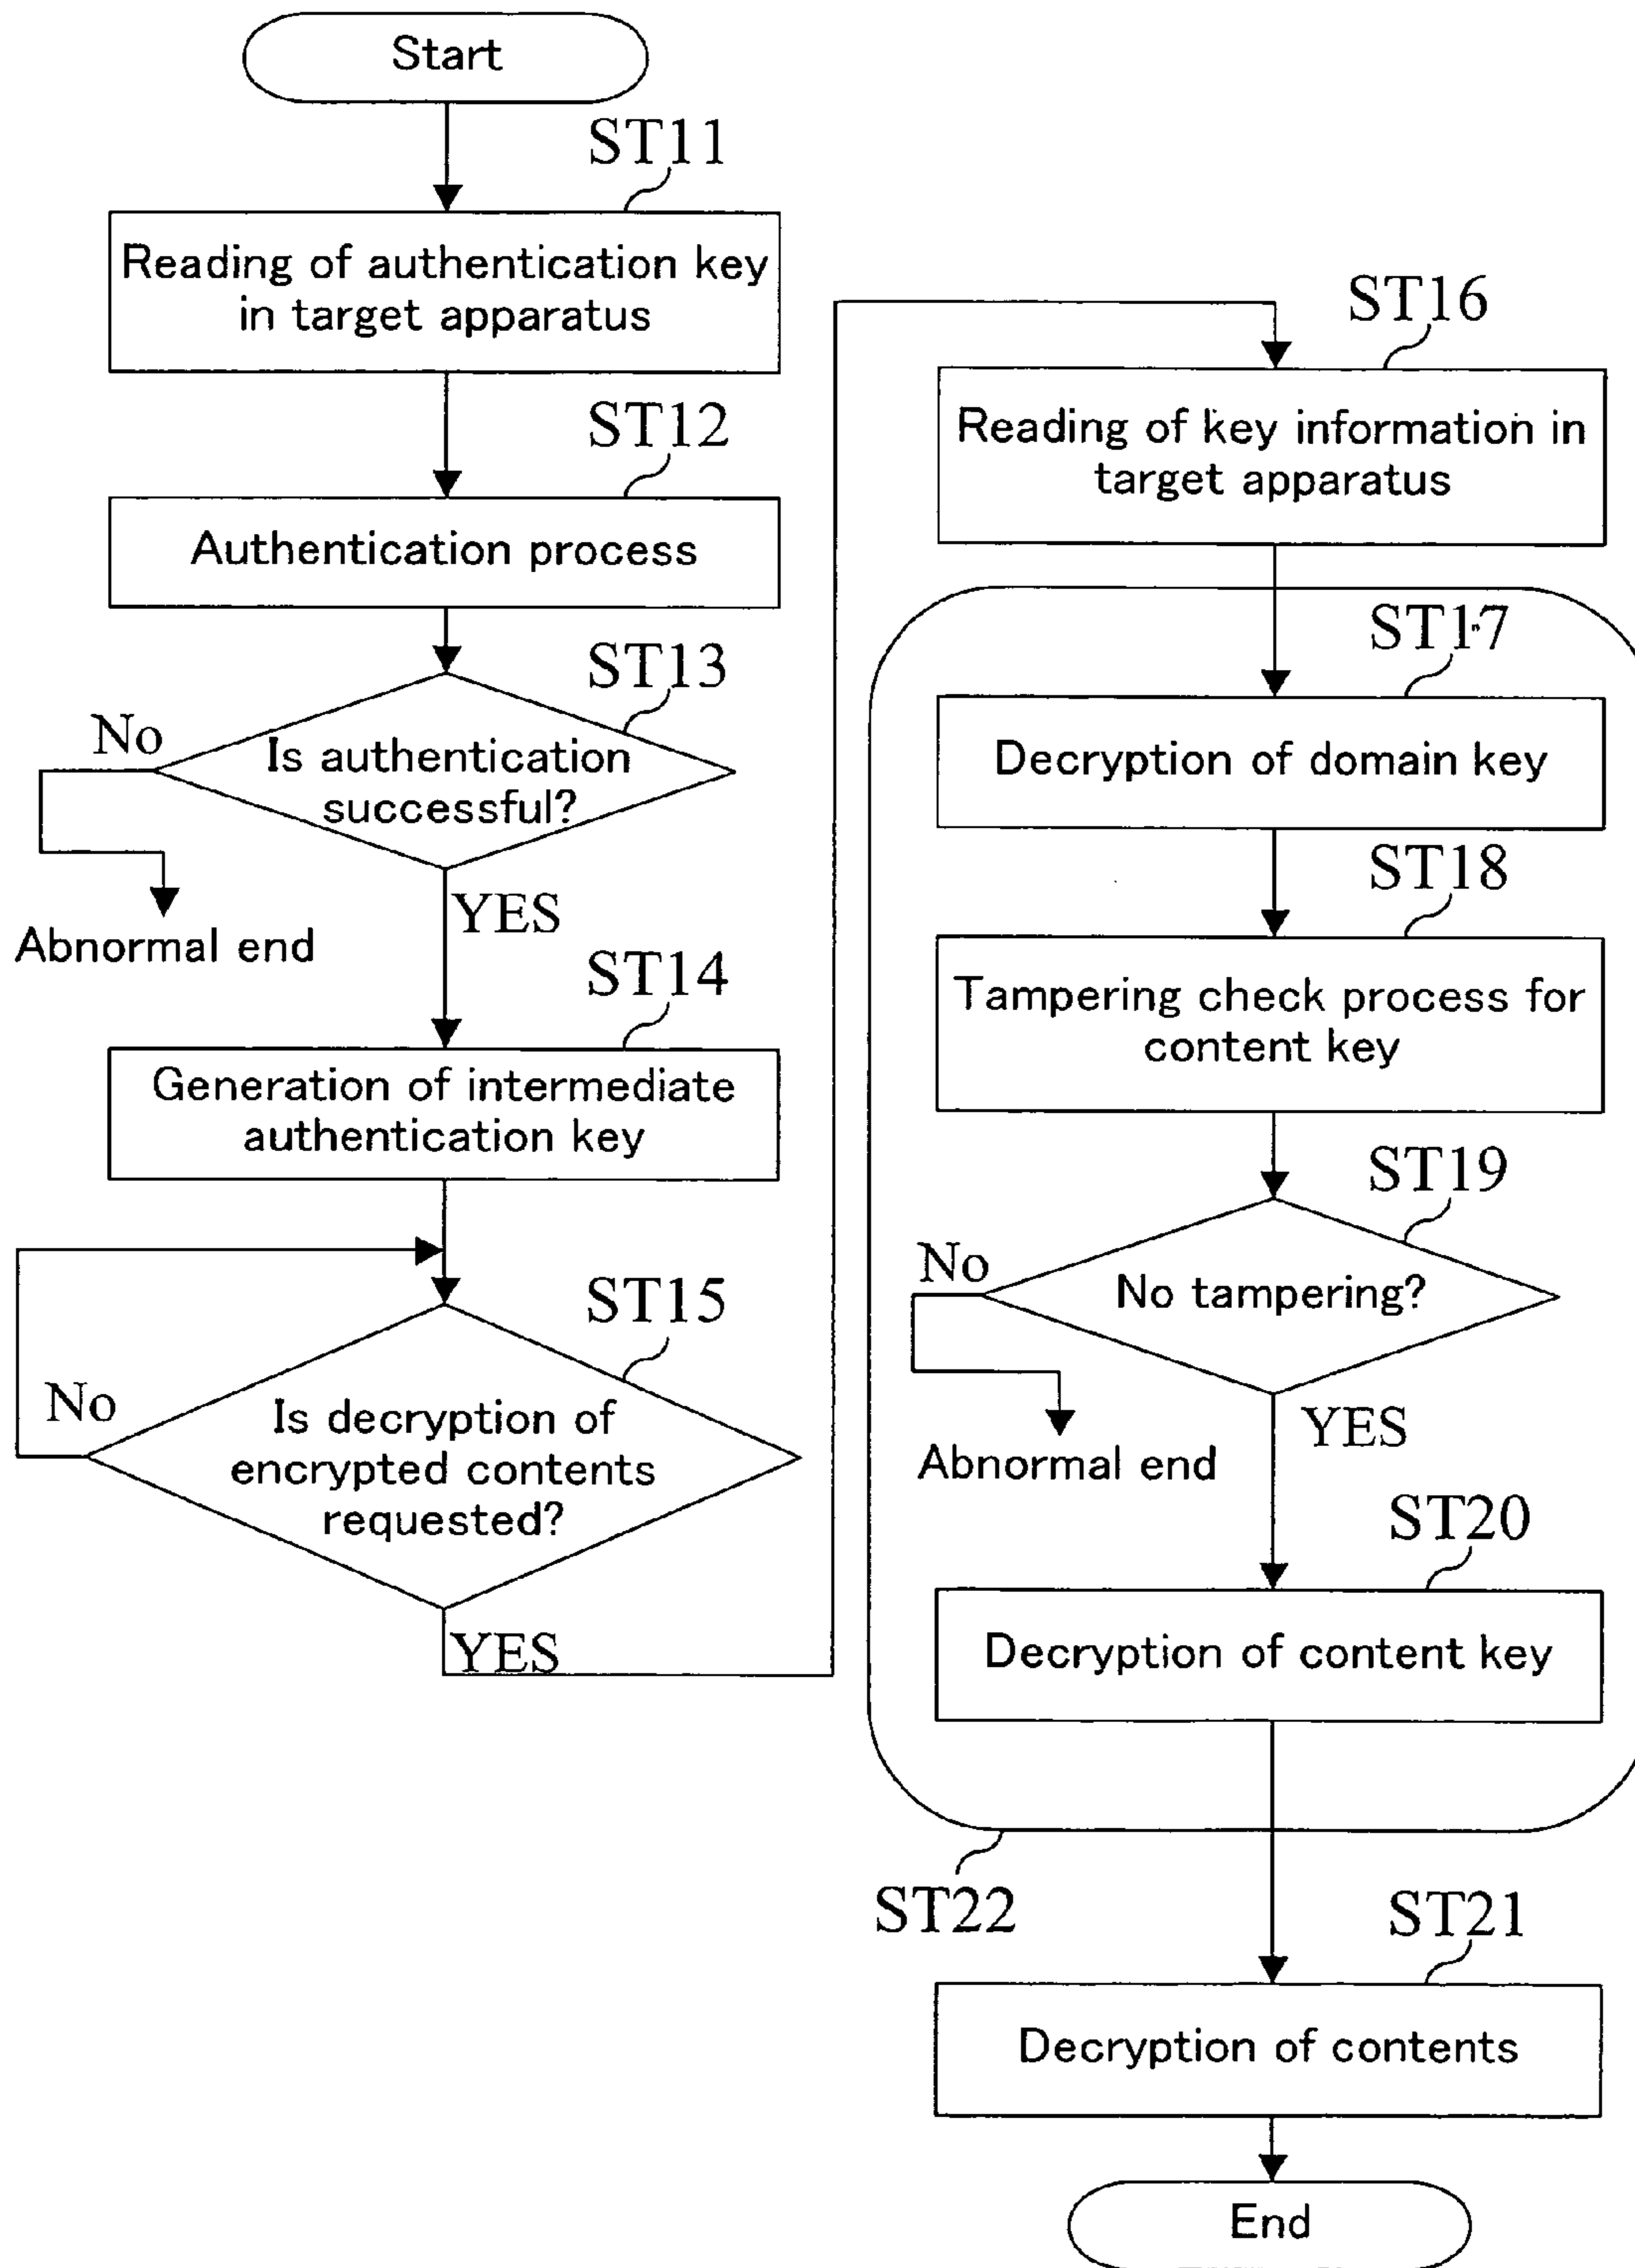 Start
ST11
Reading of authentication key
in target apparatus
ST12
Authentication process
ST13
No
Is authentication
successful?
Abnormal end
YES
ST14
Generation of intermediate
authentication key
ST15
No
Is decryption of
encrypted contents
requested?
YES
ST16
Reading of key information in
target apparatus
ST17
Decryption of domain key
ST18
Tampering check process for
content key
ST19
No
No tampering?
Abnormal end
YES
ST20
Decryption of content key
ST22
ST21
Decryption of contents
End